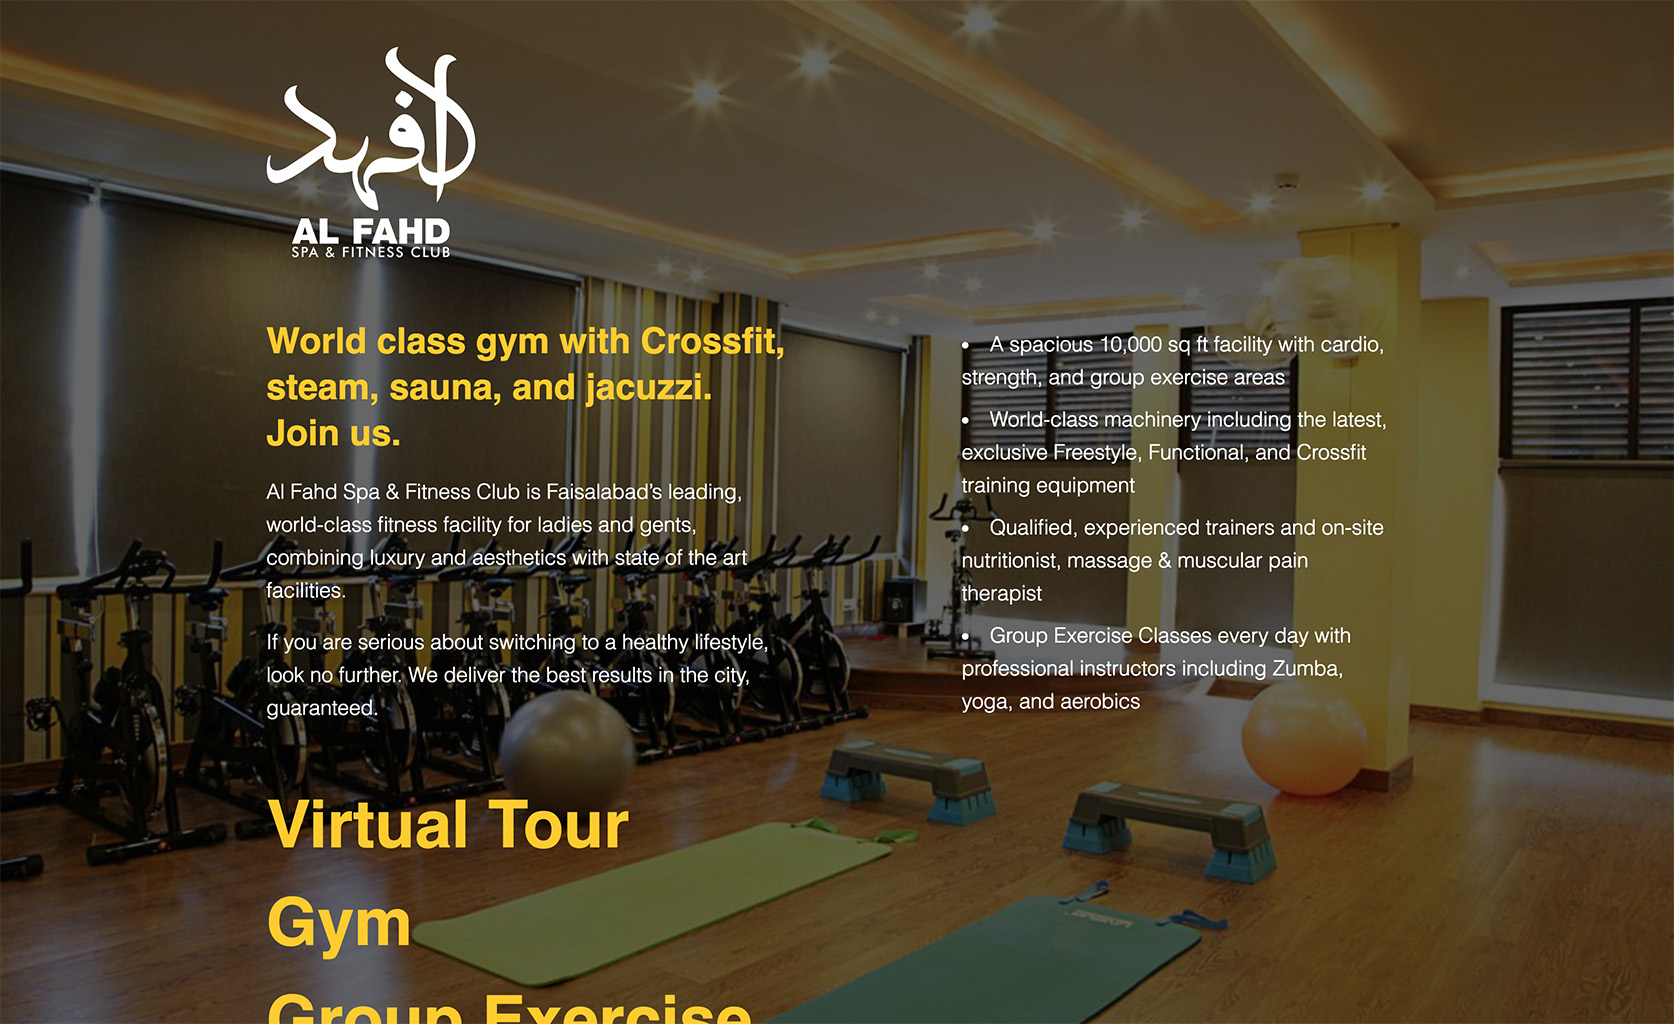 الفهد
AL FAHD
SPA & FITNESS CLUB
World class gym with Crossfit,
steam, sauna, and jacuzzi.
Join us.
Al Fahd Spa & Fitness Club is Faisalabad’s leading,
world-class fitness facility for ladies and gents,
combining luxury and aesthetics with state of the art
facilities.
If you are serious about switching to a healthy lifestyle,
look no further. We deliver the best results in the city,
guaranteed.
• A spacious 10,000 sq ft facility with cardio,
strength, and group exercise areas
• World-class machinery including the latest,
exclusive Freestyle, Functional, and Crossfit
training equipment
• Qualified, experienced trainers and on-site
nutritionist, massage & muscular pain
therapist
• Group Exercise Classes every day with
professional instructors including Zumba,
yoga, and aerobics
Virtual Tour
Gym
Group Exercise